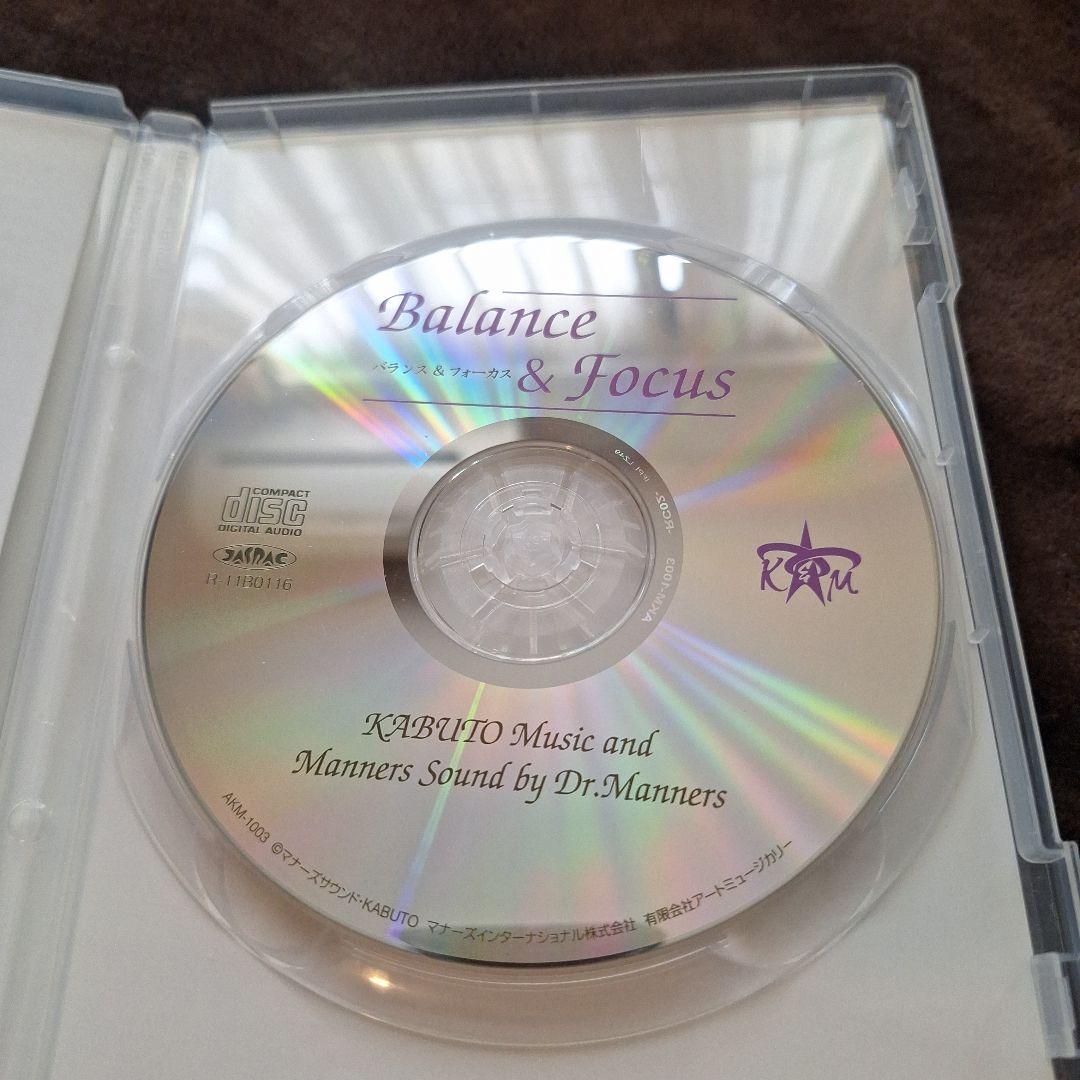 Balance
バランス & フォーカス & Focus
COMPACT
disc
DIGITAL AUDIO
JASRAC
R-11B0116
K & M
KABUTO Music and
Manners Sound by Dr.Manners
AKM-1003 ©マナーズサウンド・KABUTO マナーズインターナショナル株式会社 有限会社アートミュージカリー
AKM-1003